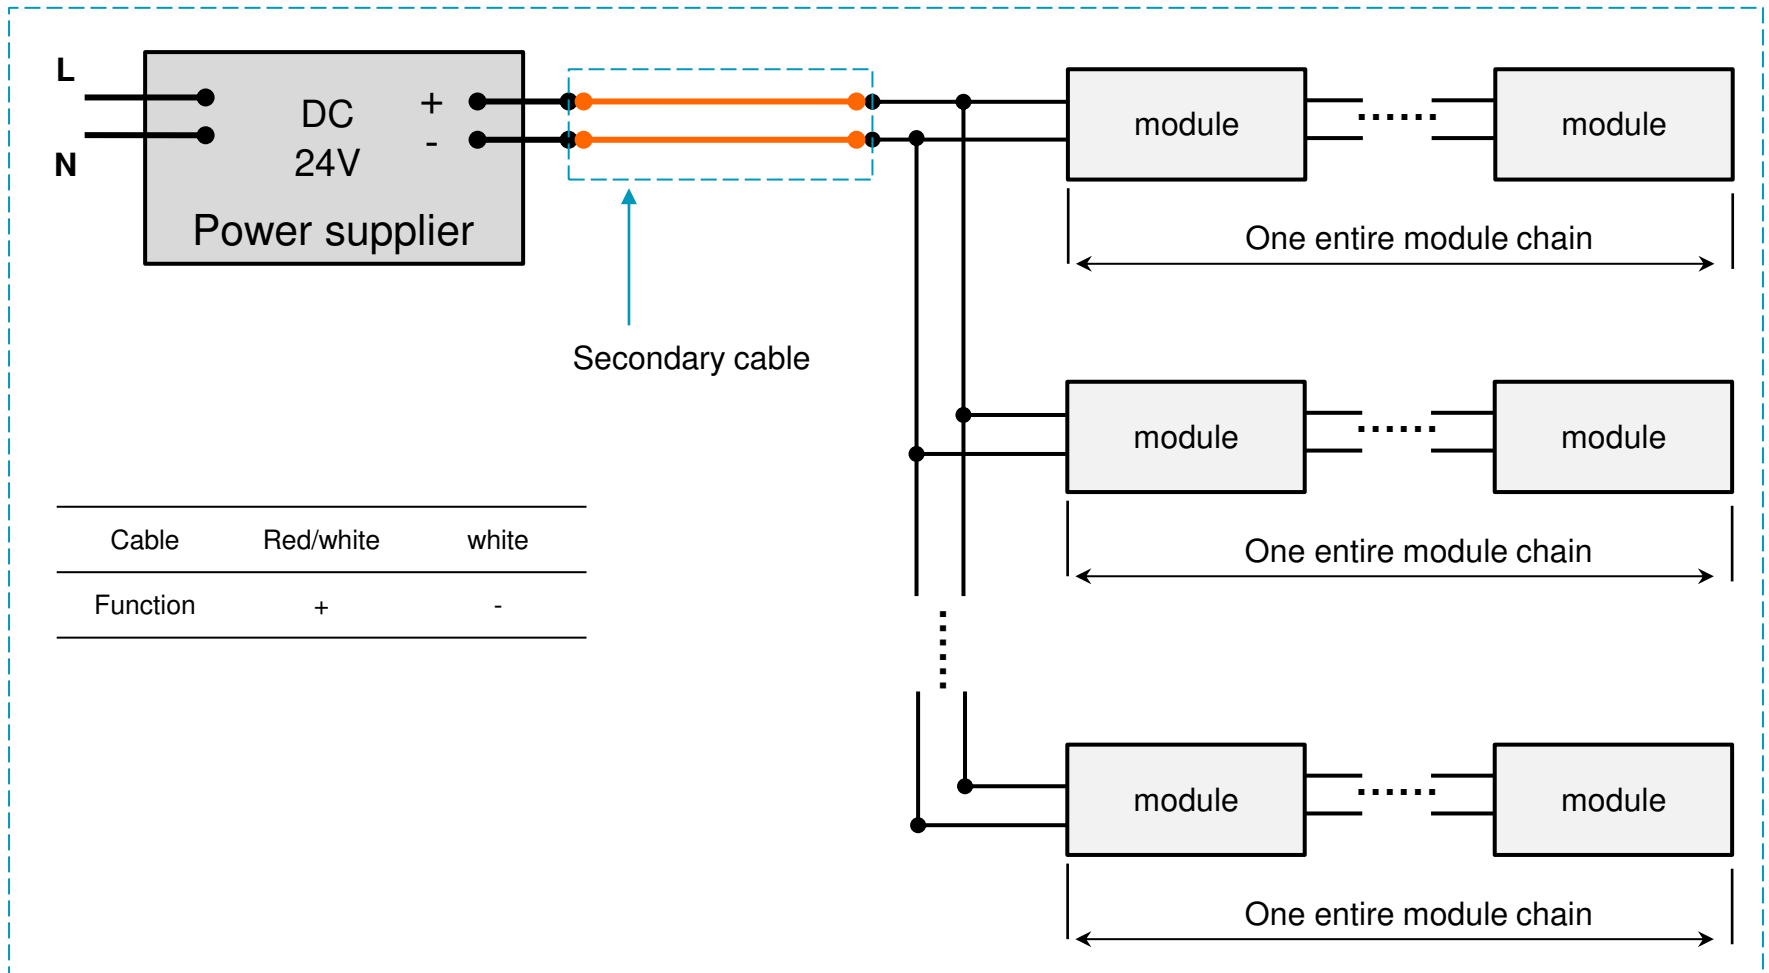 L
N
DC
24V
+
-
Power supplier
module
module
One entire module chain
Secondary cable
module
module
One entire module chain
Cable Red/white white
Function + -
module
module
One entire module chain